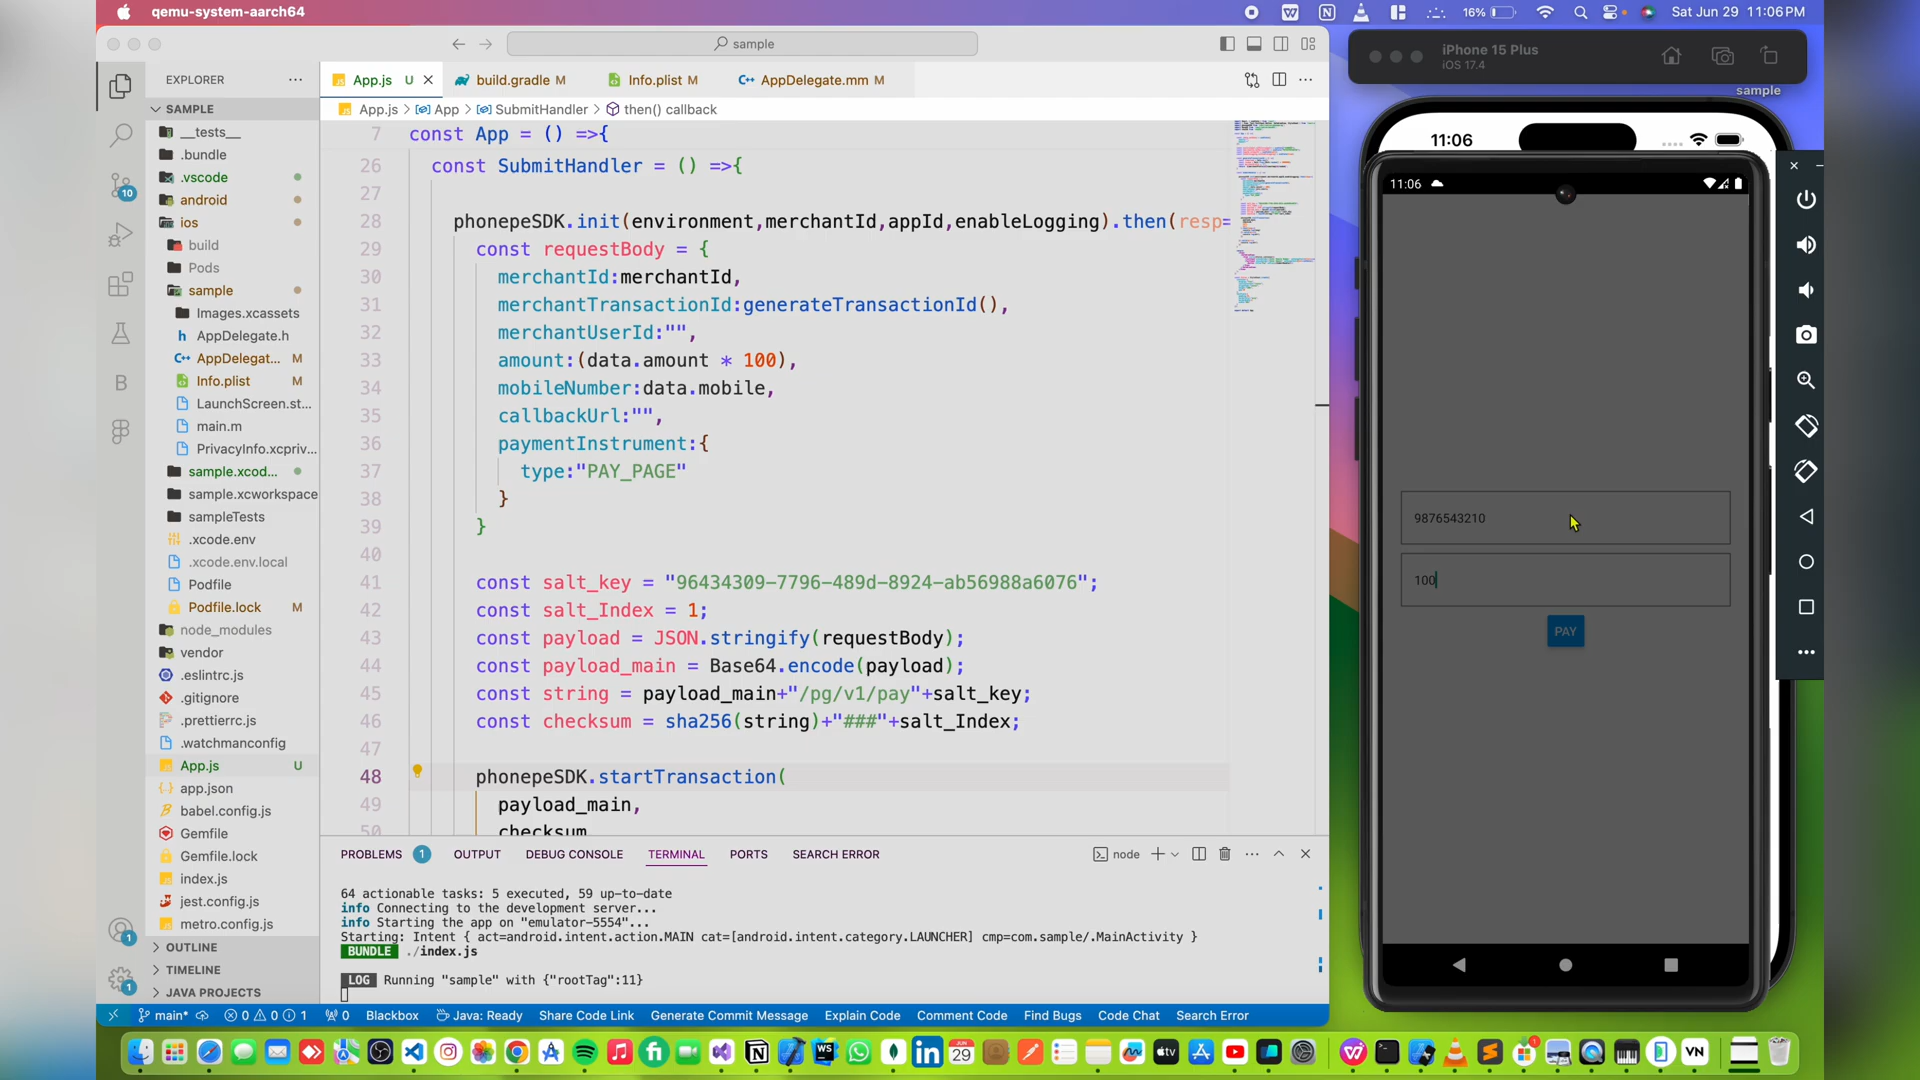 qemu-system-aarch64
16%
Sat Jun 29 11:06 PM
sample
iPhone 15 Plus
iOS 17.4
sample
EXPLORER
App.js U
build.gradle M
Info.plist M
C++ AppDelegate.mm M
App.js > App > SubmitHandler > then() callback
SAMPLE
__tests__
.bundle
.vscode
android
ios
build
Pods
sample
Images.xcassets
h AppDelegate.h
C++ AppDelegat... M
Info.plist M
LaunchScreen.st...
main.m
PrivacyInfo.xcpriv...
sample.xcod...
sample.xcworkspace
sampleTests
.xcode.env
.xcode.env.local
Podfile
Podfile.lock M
node_modules
vendor
.eslintrc.js
.gitignore
.prettierrc.js
.watchmanconfig
App.js U
app.json
babel.config.js
Gemfile
Gemfile.lock
index.js
jest.config.js
metro.config.js
OUTLINE
TIMELINE
JAVA PROJECTS
10
1
1
7 const App = () =>{
26 const SubmitHandler = () =>{
27
28 phonepeSDK.init(environment,merchantId,appId,enableLogging).then(resp=
29 const requestBody = {
30 merchantId:merchantId,
31 merchantTransactionId:generateTransactionId(),
32 merchantUserId:"",
33 amount:(data.amount * 100),
34 mobileNumber:data.mobile,
35 callbackUrl:"",
36 paymentInstrument:{
37 type:"PAY_PAGE"
38 }
39 }
40
41 const salt_key = "96434309-7796-489d-8924-ab56988a6076";
42 const salt_Index = 1;
43 const payload = JSON.stringify(requestBody);
44 const payload_main = Base64.encode(payload);
45 const string = payload_main+"/pg/v1/pay"+salt_key;
46 const checksum = sha256(string)+"###"+salt_Index;
47
48 phonepeSDK.startTransaction(
49 payload_main,
50 checksum
PROBLEMS 1 OUTPUT DEBUG CONSOLE TERMINAL PORTS SEARCH ERROR
node
64 actionable tasks: 5 executed, 59 up-to-date
info Connecting to the development server...
info Starting the app on "emulator-5554"...
Starting: Intent { act=android.intent.action.MAIN cat=[android.intent.category.LAUNCHER] cmp=com.sample/.MainActivity }
BUNDLE ./index.js
LOG Running "sample" with {"rootTag":11}
main* 0 0 1 0 Blackbox Java: Ready Share Code Link Generate Commit Message Explain Code Comment Code Find Bugs Code Chat Search Error
11:06
11:06
9876543210
100
PAY